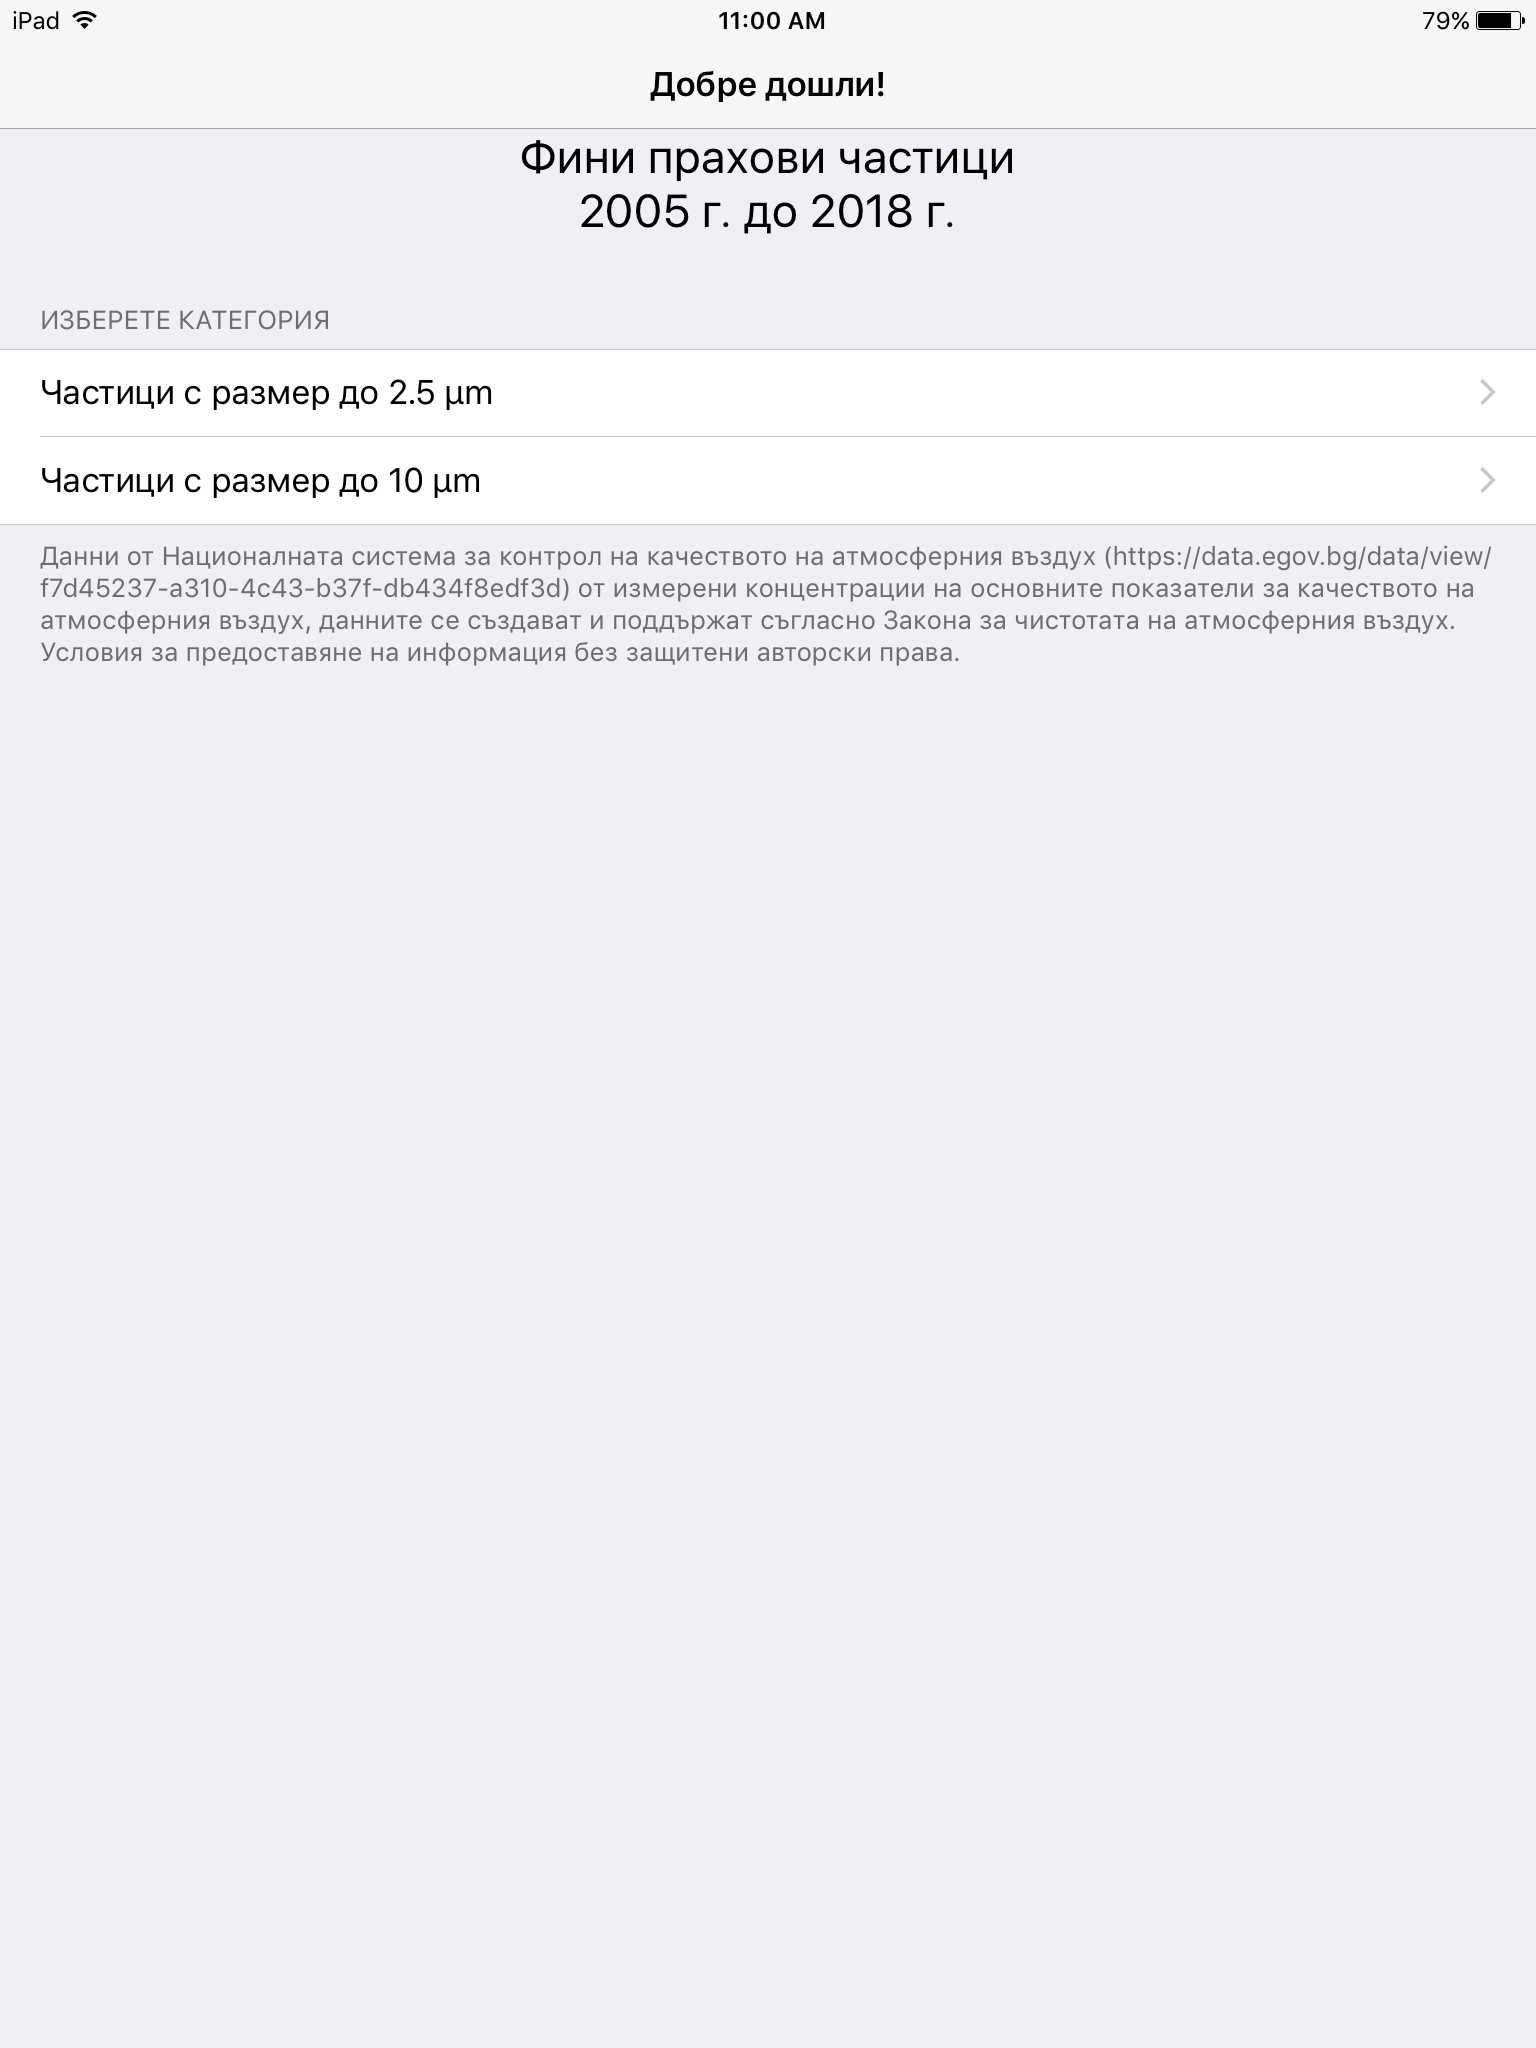 iPad
11:00 AM
79%
Добре дошли!
Фини прахови частици
2005 г. до 2018 г.
ИЗБЕРЕТЕ КАТЕГОРИЯ
Частици с размер до 2.5 µm
Частици с размер до 10 µm
Данни от Националната система за контрол на качеството на атмосферния въздух (https://data.egov.bg/data/view/
f7d45237-a310-4c43-b37f-db434f8edf3d) от измерени концентрации на основните показатели за качеството на
атмосферния въздух, данните се създават и поддържат съгласно Закона за чистотата на атмосферния въздух.
Условия за предоставяне на информация без защитени авторски права.